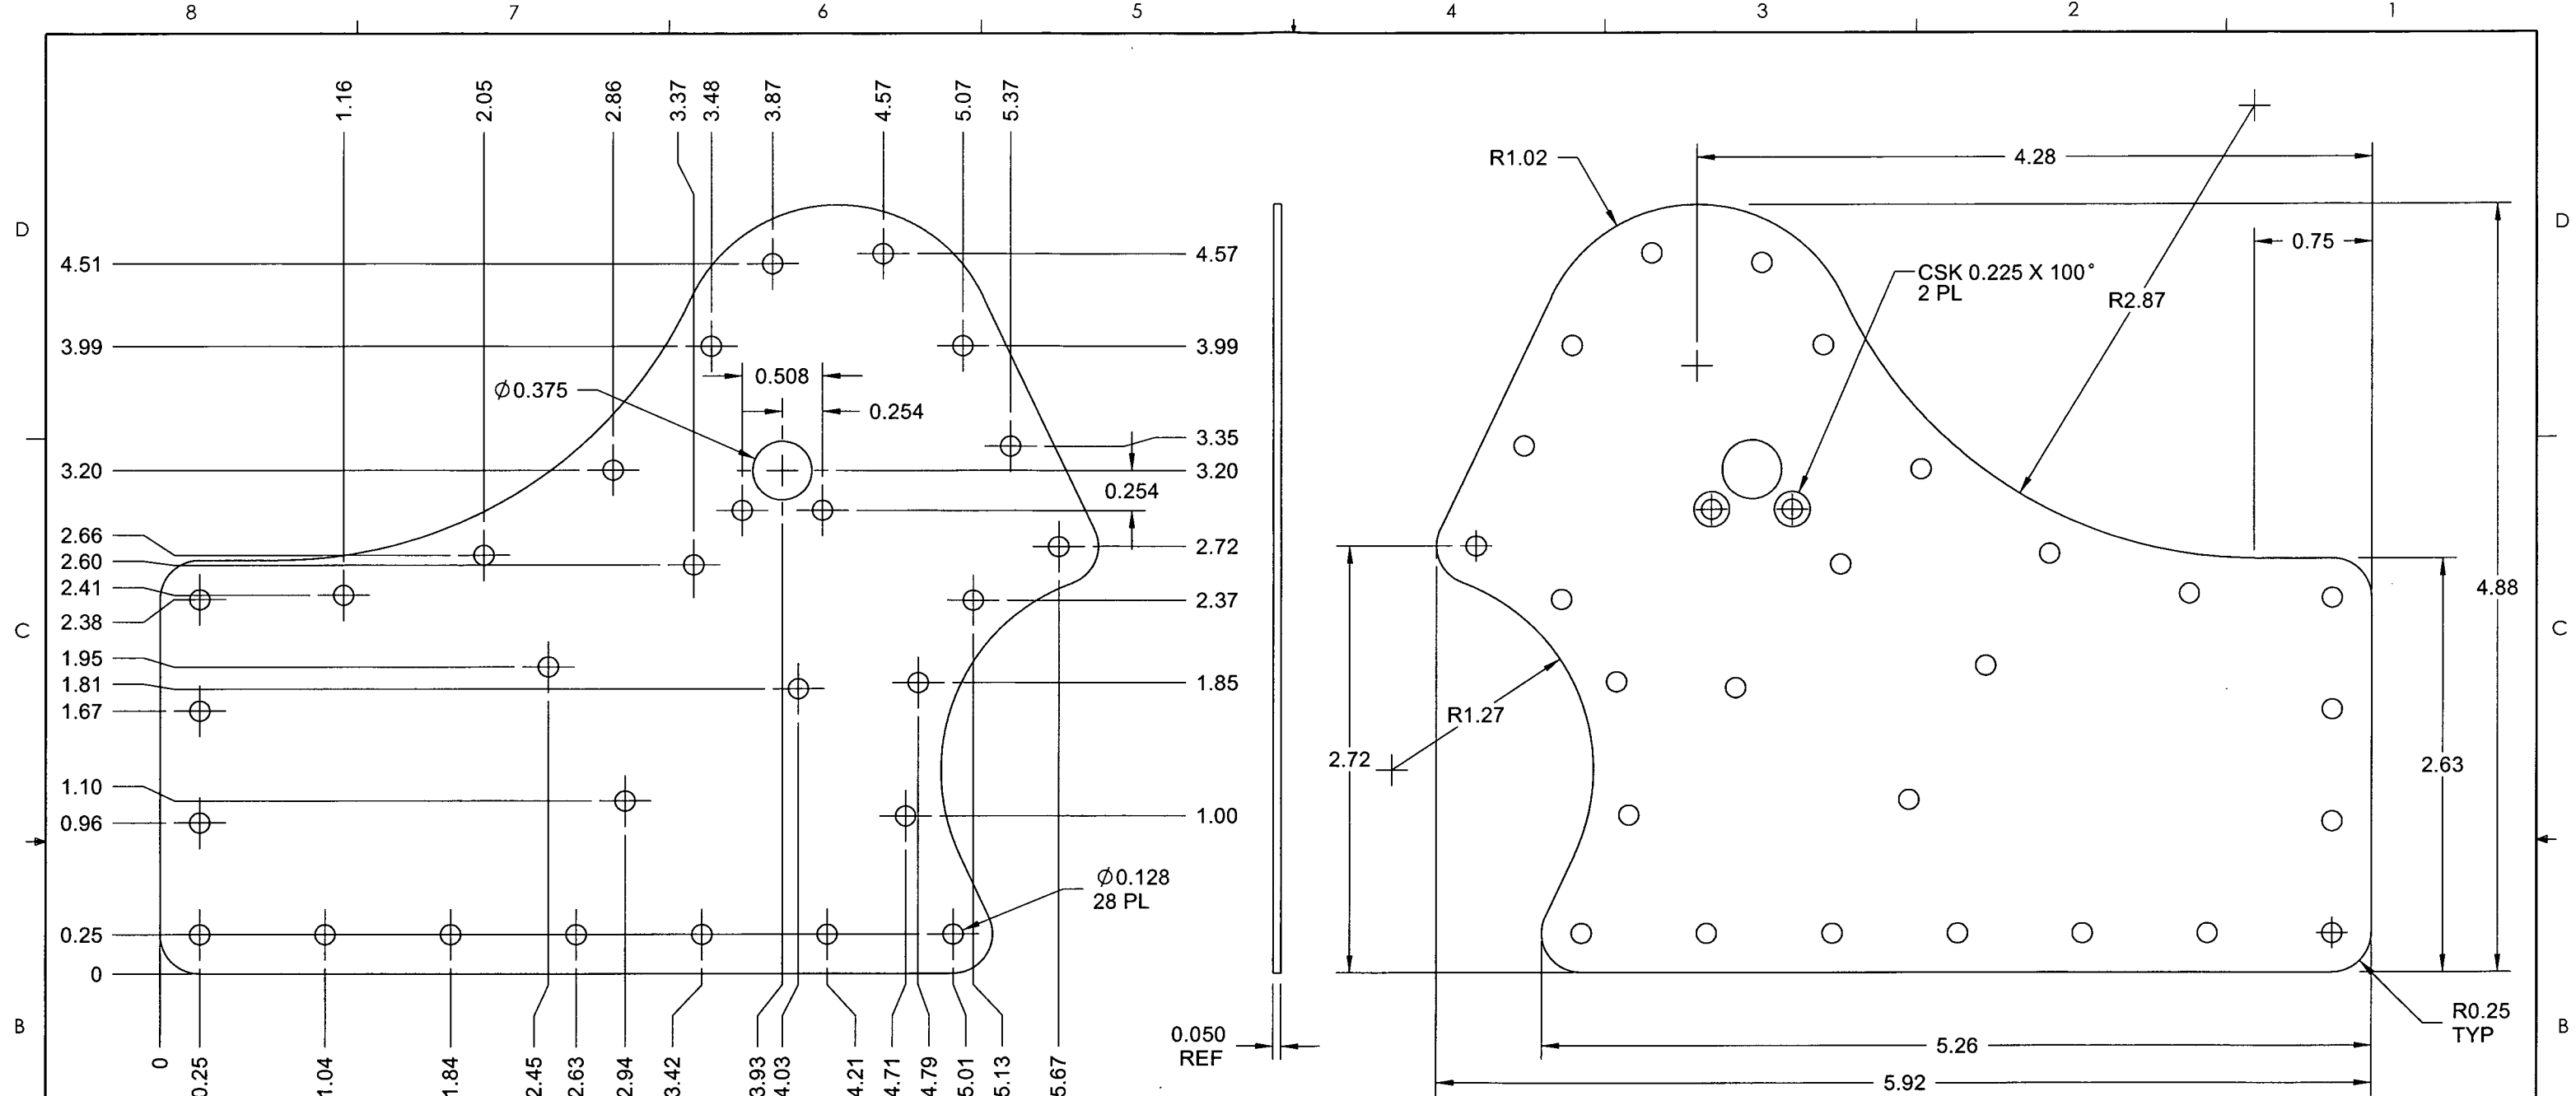 8 7 6 5 4 3 2 1
1.16 2.05 2.86 3.37 3.48 3.87 4.57 5.07 5.37
R1.02
4.28
D
D
4.51
4.57
0.75
CSK 0.225 X 100°
2 PL
R2.87
3.99
3.99
0.508
Ø0.375
0.254
3.35
3.20
3.20
0.254
2.66
2.72
2.60
2.41
2.37
4.88
2.38
C
C
1.95
1.81
1.85
1.67
R1.27
2.72
2.63
1.10
1.00
0.96
Ø0.128
28 PL
0.25
0
R0.25
TYP
B
B
0.050
REF
5.26
0 0.25 1.04 1.84 2.45 2.63 2.94 3.42 3.93 4.03 4.21 4.71 4.79 5.01 5.13 5.67
5.92